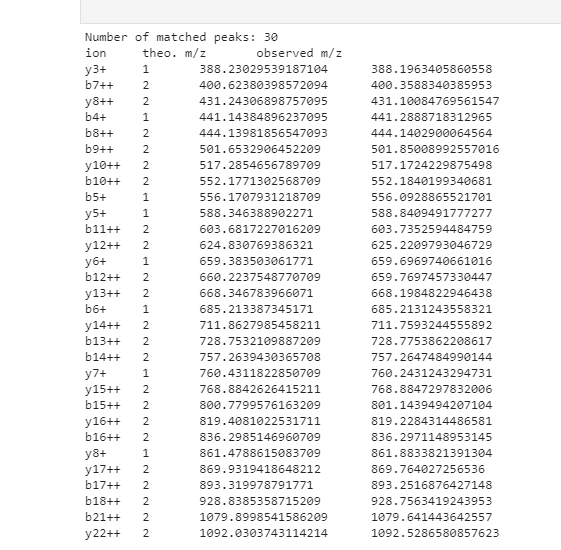 Number of matched peaks: 30
ion theo. m/z observed m/z
y3+ 1 388.23029539187104 388.1963405860558
b7++ 2 400.62380398572094 400.3588340385953
y8++ 2 431.24306898757095 431.10084769561547
b4+ 1 441.14384896237095 441.2888718312965
b8++ 2 444.13981856547093 444.1402900064564
b9++ 2 501.6532906452209 501.85008992557016
y10++ 2 517.2854656789709 517.1724229875498
b10++ 2 552.1771302568709 552.1840199340681
b5+ 1 556.1707931218709 556.0928865521701
y5+ 1 588.346388902271 588.8409491777277
b11++ 2 603.6817227016209 603.7352594484759
y12++ 2 624.830769386321 625.2209793046729
y6+ 1 659.383503061771 659.6969740661016
b12++ 2 660.2237548770709 659.7697457330447
y13++ 2 668.346783966071 668.1984822946438
b6+ 1 685.213387345171 685.2131243558321
y14++ 2 711.8627985458211 711.7593244555892
b13++ 2 728.7532109887209 728.7753862208617
b14++ 2 757.2639430365708 757.2647484990144
y7+ 1 760.4311822850709 760.2431243294731
y15++ 2 768.8842626415211 768.8847297832006
b15++ 2 800.7799576163209 801.1439494207104
y16++ 2 819.4081022531711 819.2284314486581
b16++ 2 836.2985146960709 836.2971148953145
y8+ 1 861.4788615083709 861.8833821391304
y17++ 2 869.9319418648212 869.764027256536
b17++ 2 893.319978791771 893.2516876427148
b18++ 2 928.8385358715209 928.7563419243953
b21++ 2 1079.8998541586209 1079.641443642557
y22++ 2 1092.0303743114214 1092.5286580857623